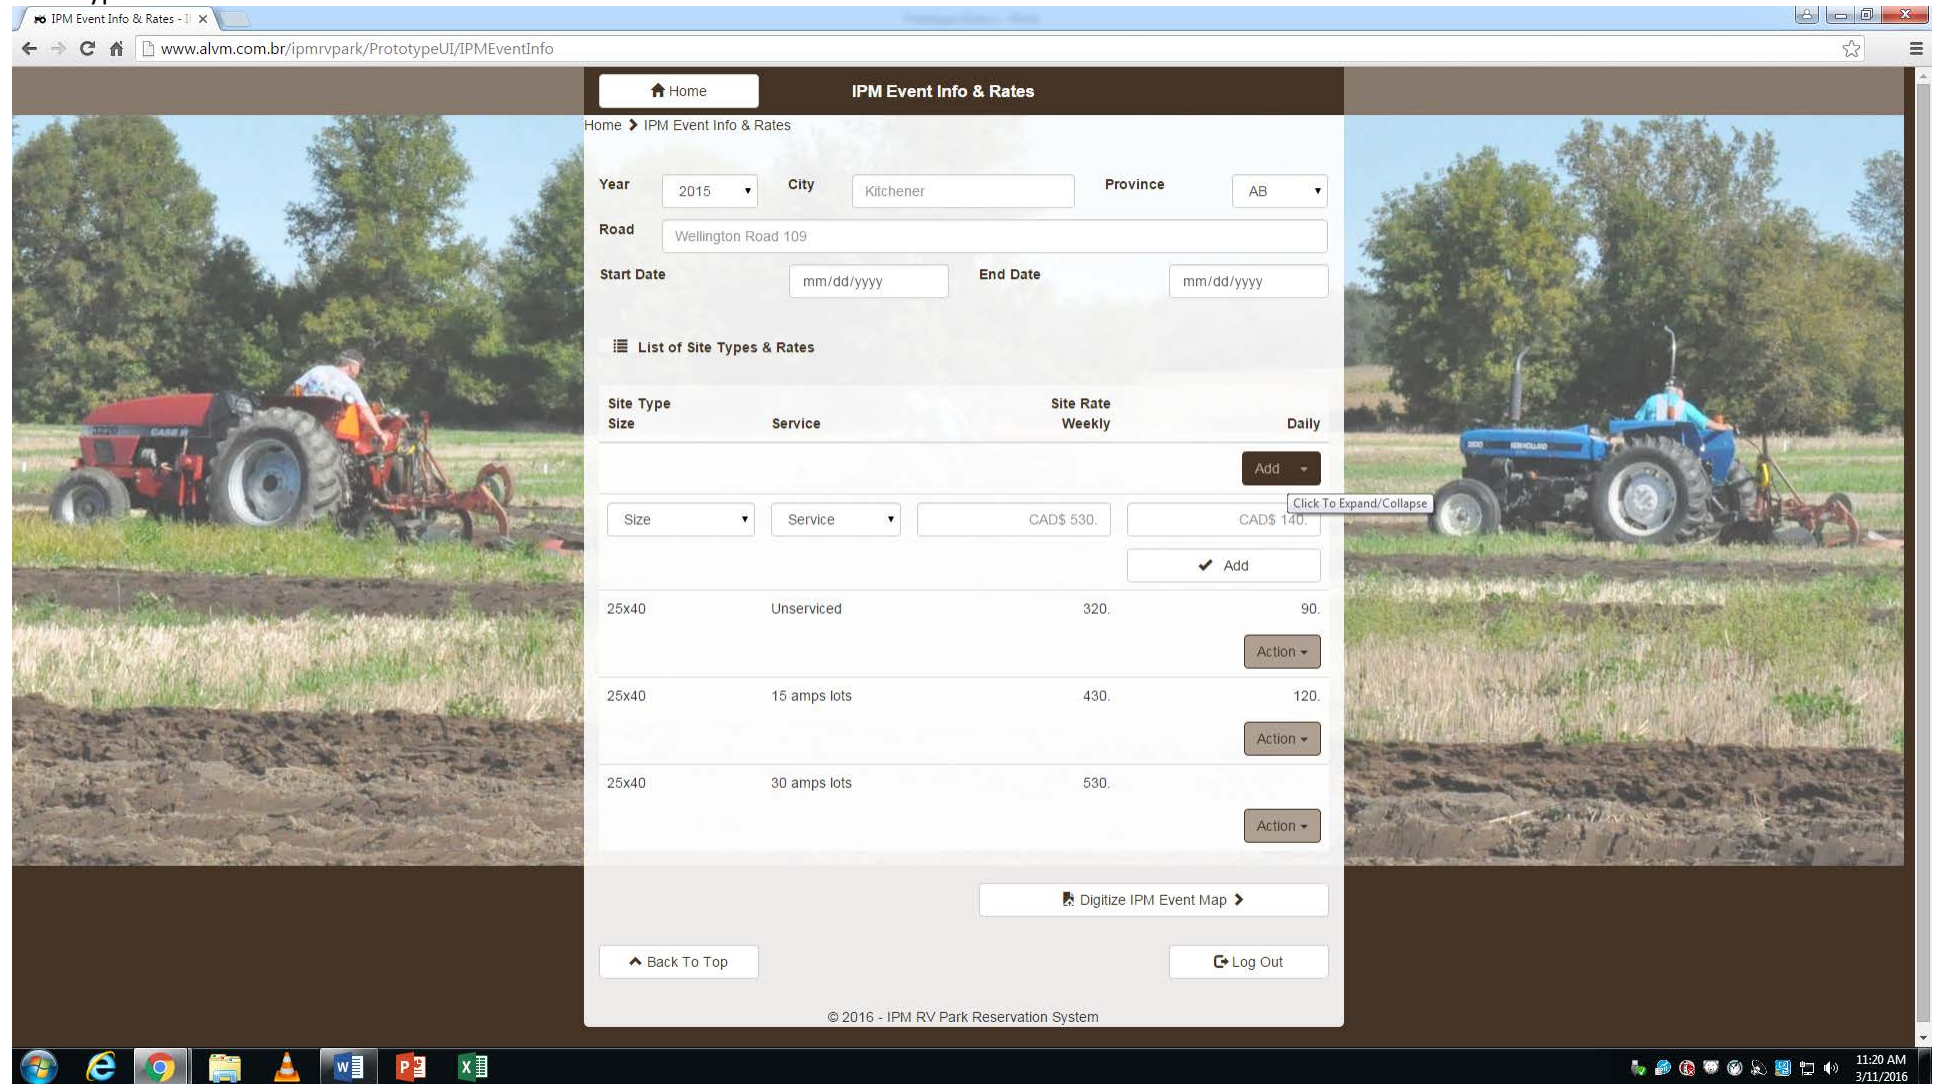 IPM Event Info & Rates - I
www.alvm.com.br/ipmrvpark/PrototypeUI/IPMEventInfo
Home IPM Event Info & Rates
Home IPM Event Info & Rates
Year 2015 City Kitchener Province AB
Road Wellington Road 109
Start Date mm/dd/yyyy End Date mm/dd/yyyy
List of Site Types & Rates
Site Type Site Rate
Size Service Weekly Daily
Add
Click To Expand/Collapse
Size Service CAD$ 530. CAD$ 140.
Add
25x40 Unserviced 320. 90.
Action
25x40 15 amps lots 430. 120.
Action
25x40 30 amps lots 530.
Action
Digitize IPM Event Map
Back To Top Log Out
© 2016 - IPM RV Park Reservation System
11:20 AM
3/11/2016